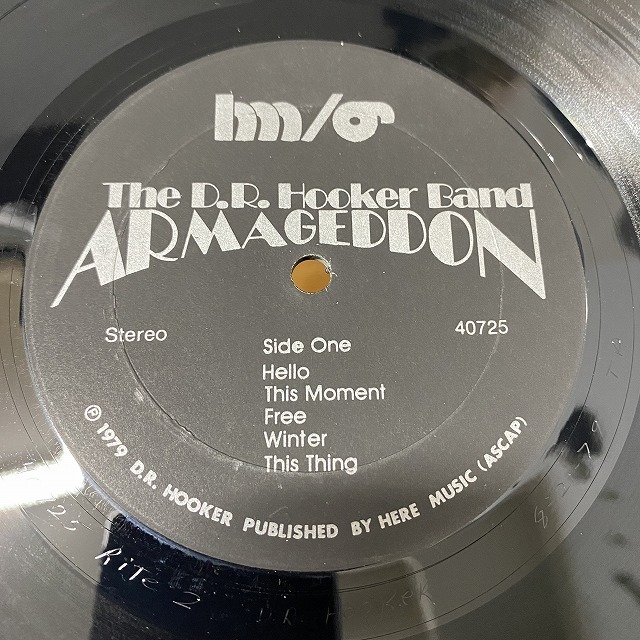 bm/σ
The D.R. Hooker Band
ARMAGEDDON
Stereo
40725
Side One
Hello
This Moment
Free
Winter
This Thing
℗ 1979 D.R. HOOKER PUBLISHED BY HERE MUSIC (ASCAP)